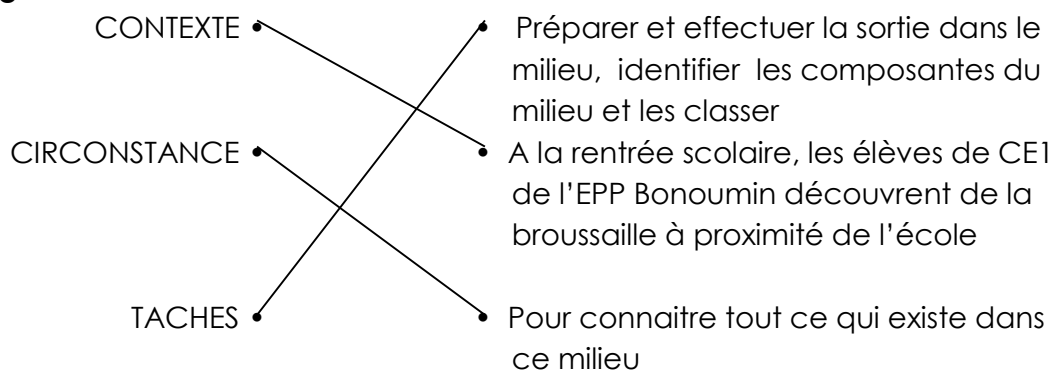 CONTEXTE • • Préparer et effectuer la sortie dans le
milieu, identifier les composantes du
milieu et les classer
CIRCONSTANCE • • A la rentrée scolaire, les élèves de CE1
de l'EPP Bonoumin découvrent de la
broussaille à proximité de l'école
TACHES • • Pour connaitre tout ce qui existe dans
ce milieu